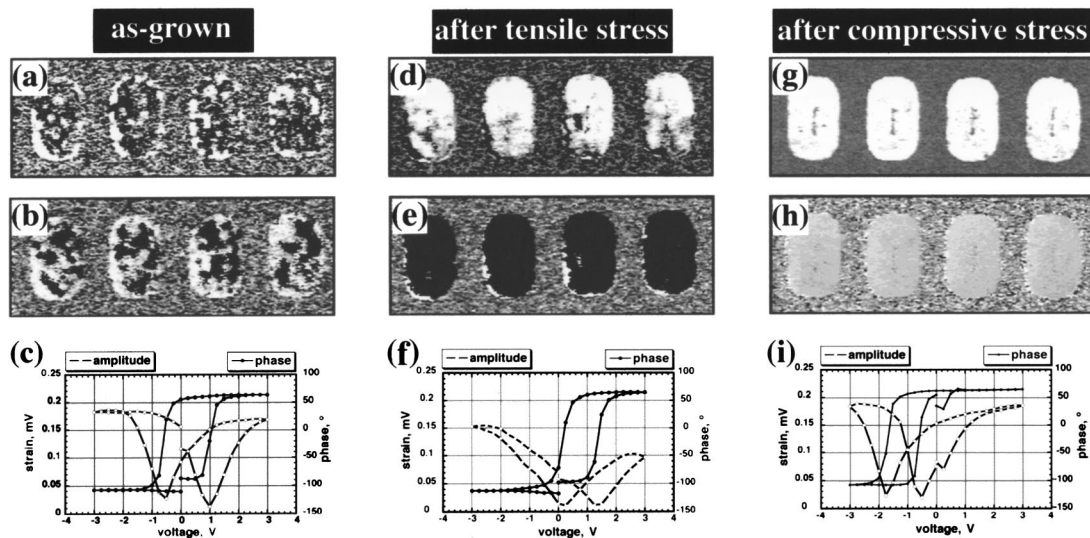 as-grown
after tensile stress
after compressive stress
(a)
(d)
(g)
(b)
(e)
(h)
(c)
amplitude
phase
0.25
0.2
0.15
0.1
0.05
0
100
50
0
-50
-100
-150
strain, mV
phase, °
-4 -3 -2 -1 0 1 2 3 4
voltage, V
(f)
amplitude
phase
0.25
0.2
0.15
0.1
0.05
0
100
50
0
-50
-100
-150
strain, mV
phase, °
-4 -3 -2 -1 0 1 2 3 4
voltage, V
(i)
amplitude
phase
0.25
0.2
0.15
0.1
0.05
0
100
50
0
-50
-100
-150
strain, mV
phase, °
-4 -3 -2 -1 0 1 2 3 4
voltage, V